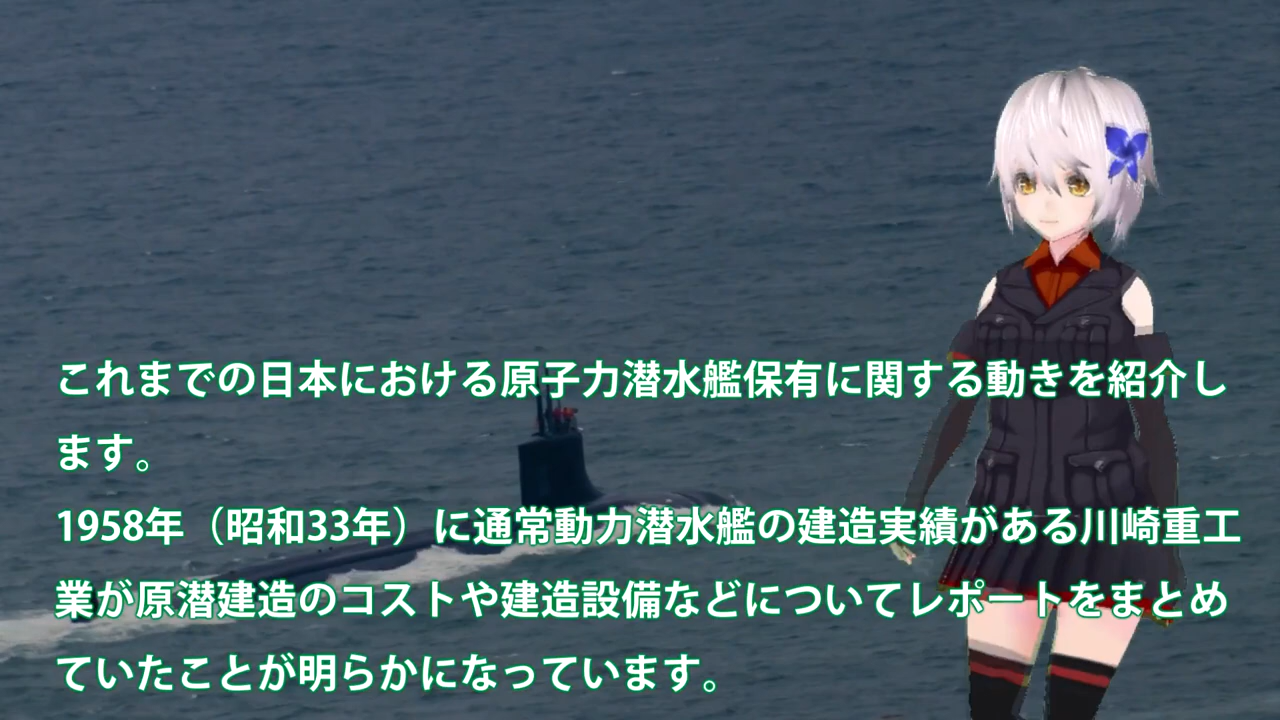 これまでの日本における原子力潜水艦保有に関する動きを紹介し
ます。
1958年（昭和33年）に通常動力潜水艦の建造実績がある川崎重工
業が原潜建造のコストや建造設備などについてレポートをまとめ
ていたことが明らかになっています。